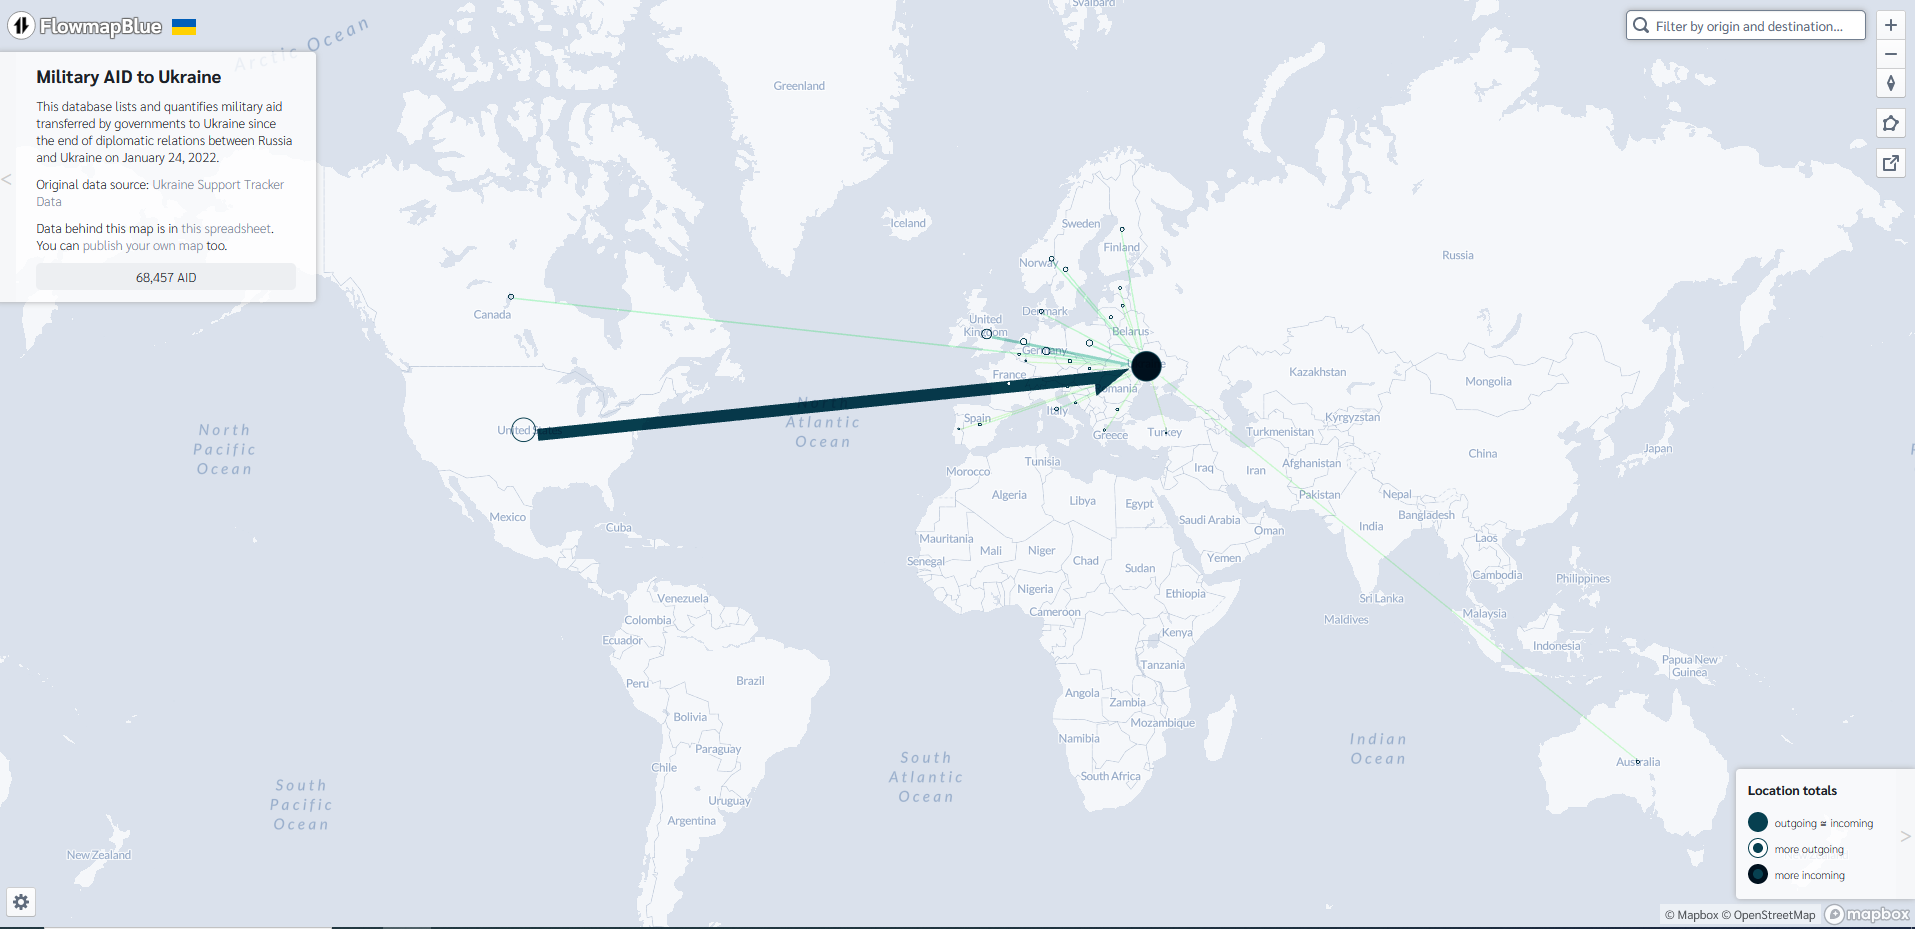 FlowmapBlue
Military AID to Ukraine
This database lists and quantifies military aid
transferred by governments to Ukraine since
the end of diplomatic relations between Russia
and Ukraine on January 24, 2022.
Original data source: Ukraine Support Tracker
Data
Data behind this map is in this spreadsheet.
You can publish your own map too.
68,457 AID
Filter by origin and destination...
Arctic Ocean
Svalbard
Greenland
Iceland
Sweden
Finland
Norway
Russia
Canada
United
Kingdom
Denmark
Belarus
Germany
France
Romania
Kazakhstan
Mongolia
United
North
Atlantic
Ocean
Spain
Italy
Greece
Turkey
Kyrgyzstan
Turkmenistan
North
Pacific
Ocean
China
Japan
Morocco
Tunisia
Iraq
Iran
Afghanistan
Pakistan
Nepal
Algeria
Libya
Egypt
Bangladesh
Mexico
Cuba
Saudi Arabia
Oman
India
Mauritania
Mali
Niger
Chad
Sudan
Yemen
Laos
Senegal
Cambodia
Philippines
Nigeria
Ethiopia
Venezuela
Sri Lanka
Colombia
Cameroon
Maldives
Malaysia
Ecuador
Kenya
Indonesia
Tanzania
Papua New
Guinea
Peru
Brazil
Angola
Zambia
Bolivia
Mozambique
Namibia
Paraguay
Indian
Ocean
South
Atlantic
Ocean
Chile
South Africa
Australia
South
Pacific
Ocean
Uruguay
Argentina
New Zealand
Location totals
outgoing ≅ incoming
more outgoing
more incoming
© Mapbox © OpenStreetMap
mapbox